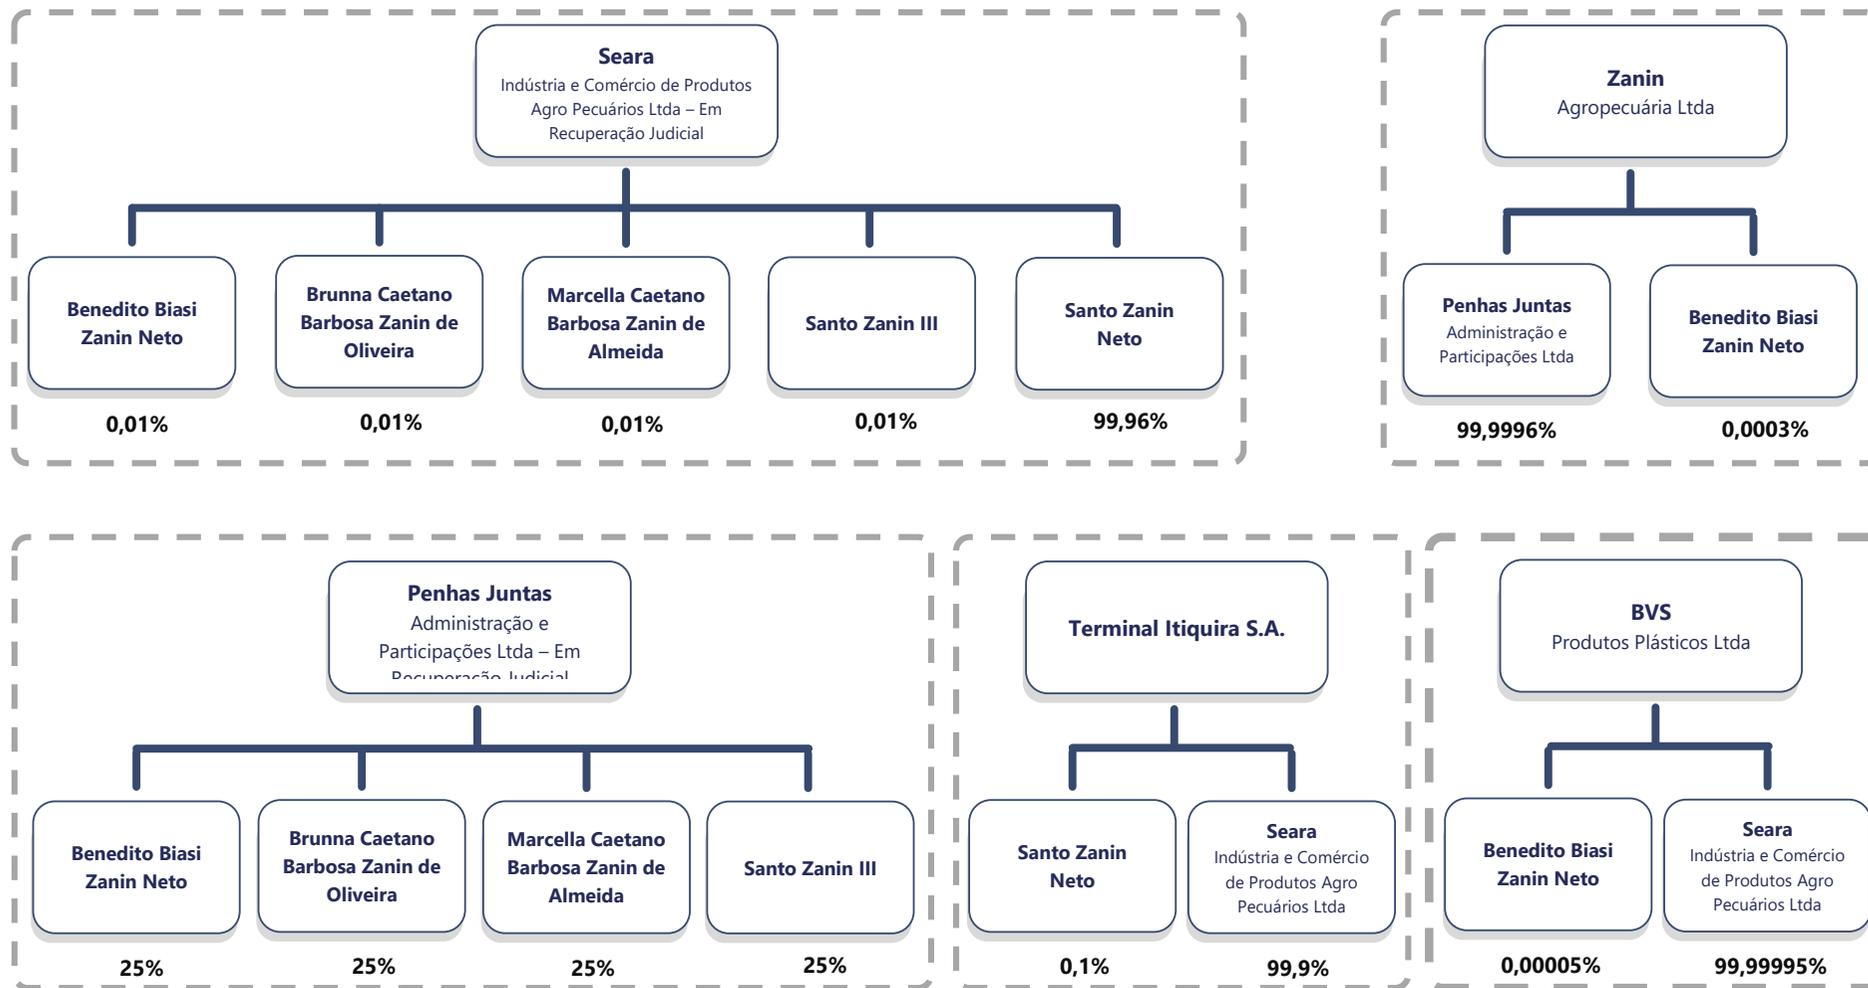 Seara
Indústria e Comércio de Produtos
Agro Pecuários Ltda – Em
Recuperação Judicial
Benedito Biasi
Zanin Neto
0,01%
Brunna Caetano
Barbosa Zanin de
Oliveira
0,01%
Marcella Caetano
Barbosa Zanin de
Almeida
0,01%
Santo Zanin III
0,01%
Santo Zanin
Neto
99,96%
Zanin
Agropecuária Ltda
Penhas Juntas
Administração e
Participações Ltda
99,9996%
Benedito Biasi
Zanin Neto
0,0003%
Penhas Juntas
Administração e
Participações Ltda – Em
Recuperação Judicial
Benedito Biasi
Zanin Neto
25%
Brunna Caetano
Barbosa Zanin de
Oliveira
25%
Marcella Caetano
Barbosa Zanin de
Almeida
25%
Santo Zanin III
25%
Terminal Itiquira S.A.
Santo Zanin
Neto
0,1%
Seara
Indústria e Comércio
de Produtos Agro
Pecuários Ltda
99,9%
BVS
Produtos Plásticos Ltda
Benedito Biasi
Zanin Neto
0,00005%
Seara
Indústria e Comércio
de Produtos Agro
Pecuários Ltda
99,99995%